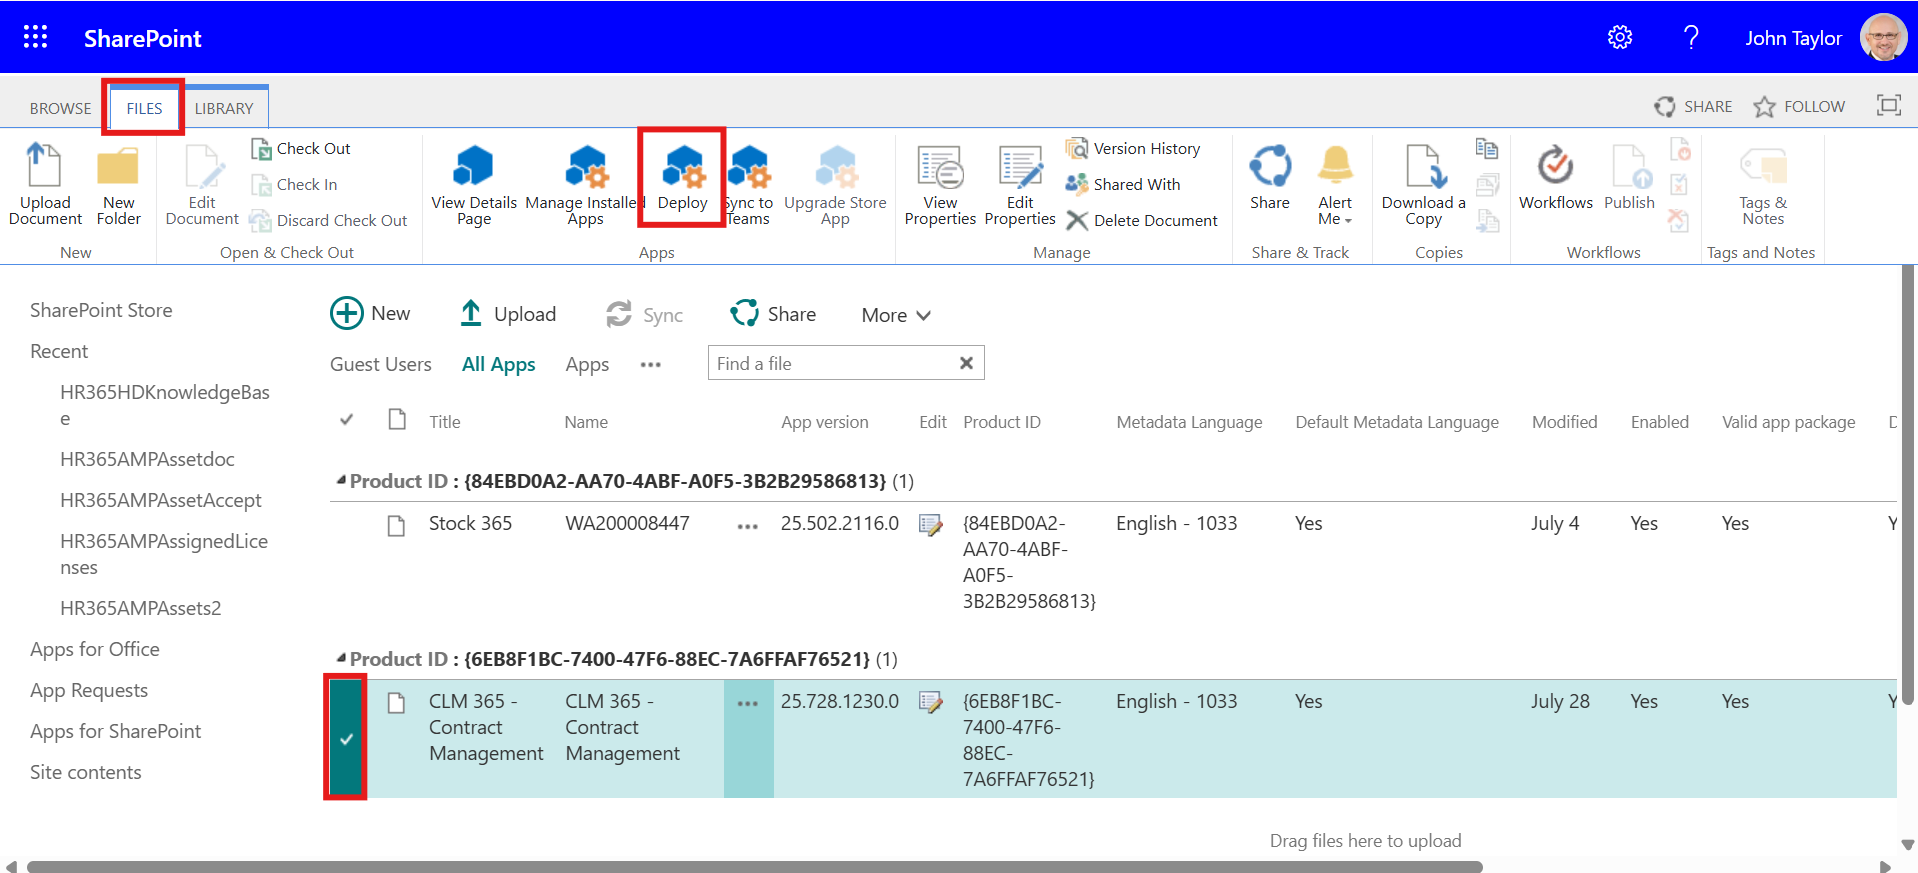 SharePoint
John Taylor
BROWSE
FILES
LIBRARY
SHARE
FOLLOW
Upload
Document
New
Folder
New
Edit
Document
Check Out
Check In
Discard Check Out
Open & Check Out
View Details
Page
Manage Installed
Apps
Deploy
Sync to
Teams
Upgrade Store
App
Apps
View
Properties
Edit
Properties
Version History
Shared With
Delete Document
Manage
Share
Alert
Me
Share & Track
Download a
Copy
Copies
Workflows
Publish
Workflows
Tags &
Notes
Tags and Notes
SharePoint Store
Recent
HR365HDKnowledgeBas
e
HR365AMPAssetdoc
HR365AMPAssetAccept
HR365AMPAssignedLice
nses
HR365AMPAssets2
Apps for Office
App Requests
Apps for SharePoint
Site contents
New
Upload
Sync
Share
More
Guest Users
All Apps
Apps
Find a file
Title
Name
App version
Edit
Product ID
Metadata Language
Default Metadata Language
Modified
Enabled
Valid app package
Product ID : {84EBD0A2-AA70-4ABF-A0F5-3B2B29586813} (1)
Stock 365
WA200008447
25.502.2116.0
{84EBD0A2-
AA70-4ABF-
A0F5-
3B2B29586813}
English - 1033
Yes
July 4
Yes
Yes
Product ID : {6EB8F1BC-7400-47F6-88EC-7A6FFAF76521} (1)
CLM 365 -
Contract
Management
CLM 365 -
Contract
Management
25.728.1230.0
{6EB8F1BC-
7400-47F6-
88EC-
7A6FFAF76521}
English - 1033
Yes
July 28
Yes
Yes
Drag files here to upload